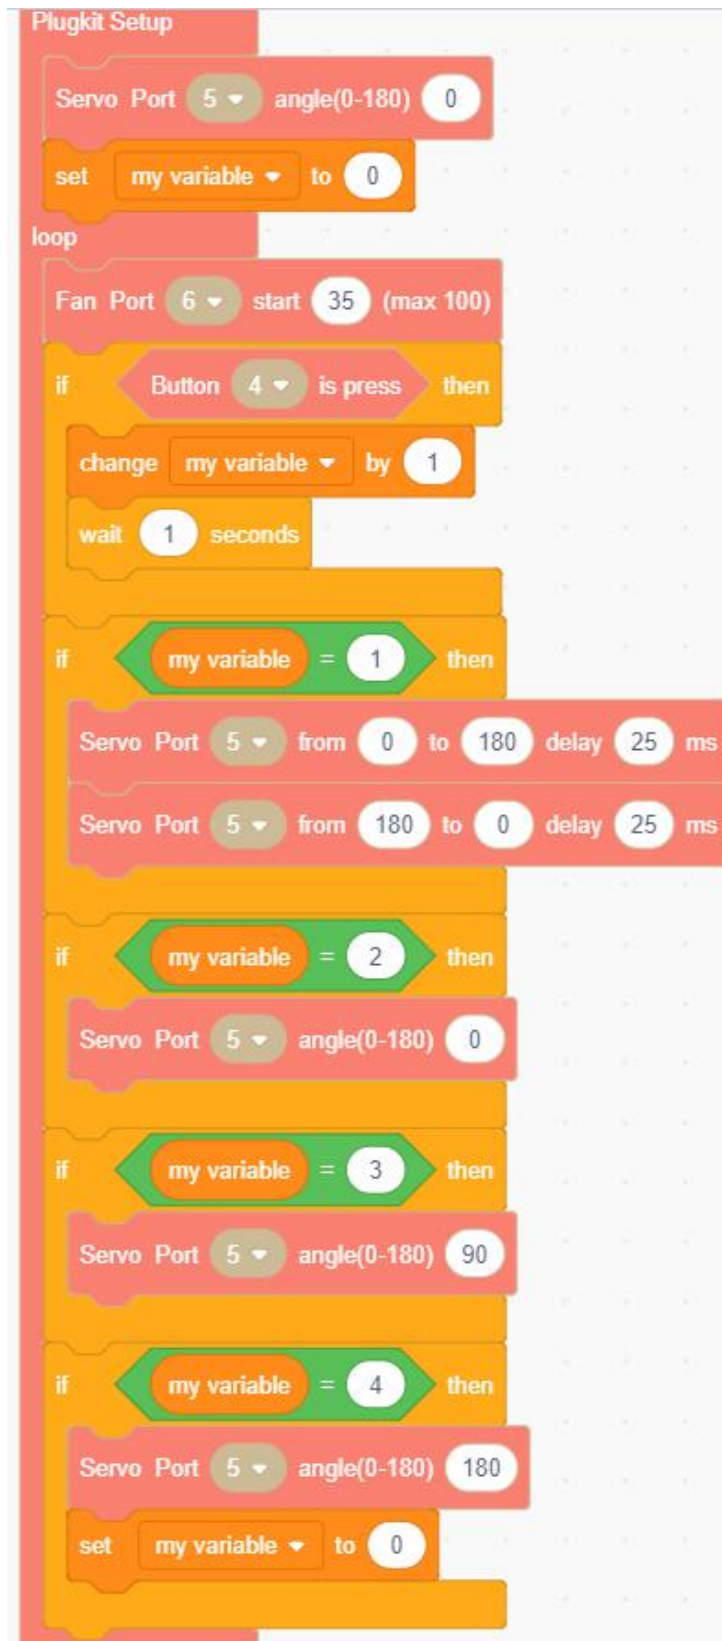 Plugkit Setup
Servo Port 5 angle(0-180) 0
set my variable to 0
loop
Fan Port 6 start 35 (max 100)
if Button 4 is press then
change my variable by 1
wait 1 seconds
if my variable = 1 then
Servo Port 5 from 0 to 180 delay 25 ms
Servo Port 5 from 180 to 0 delay 25 ms
if my variable = 2 then
Servo Port 5 angle(0-180) 0
if my variable = 3 then
Servo Port 5 angle(0-180) 90
if my variable = 4 then
Servo Port 5 angle(0-180) 180
set my variable to 0